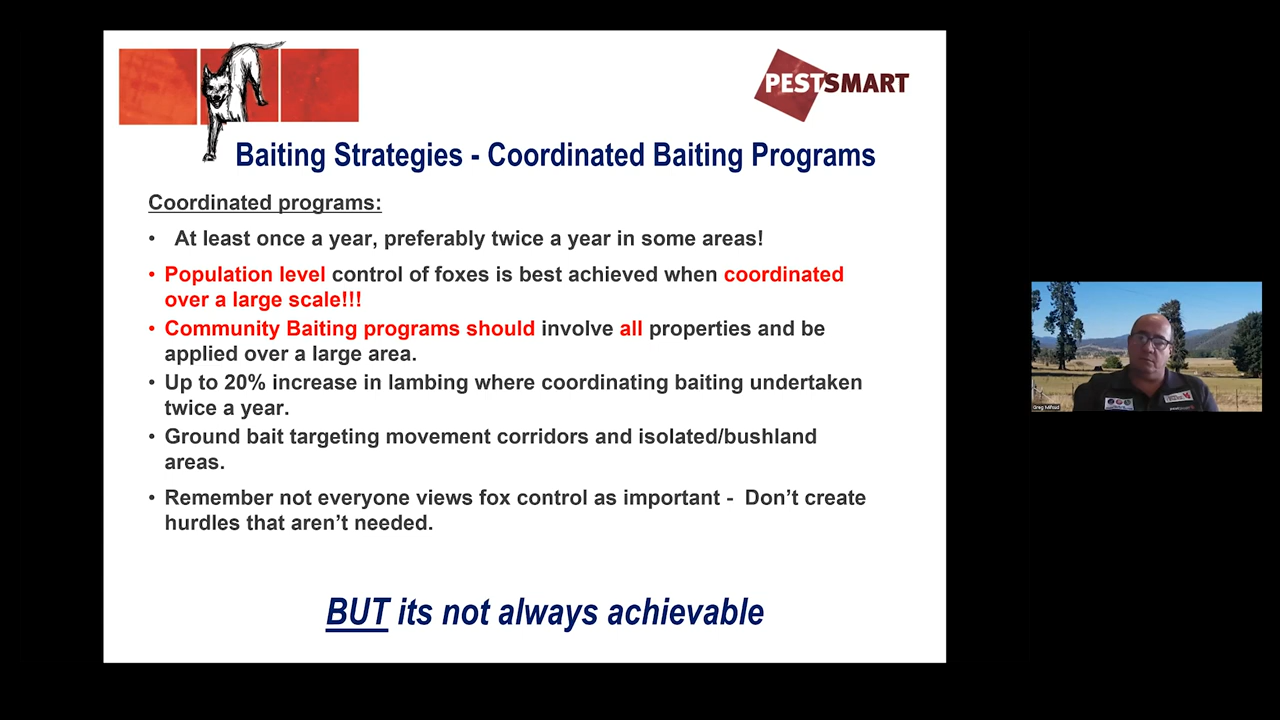 PESTSMART
Baiting Strategies - Coordinated Baiting Programs
Coordinated programs:
• At least once a year, preferably twice a year in some areas!
• Population level control of foxes is best achieved when coordinated
over a large scale!!!
• Community Baiting programs should involve all properties and be
applied over a large area.
• Up to 20% increase in lambing where coordinating baiting undertaken
twice a year.
• Ground bait targeting movement corridors and isolated/bushland
areas.
• Remember not everyone views fox control as important - Don’t create
hurdles that aren’t needed.
BUT its not always achievable